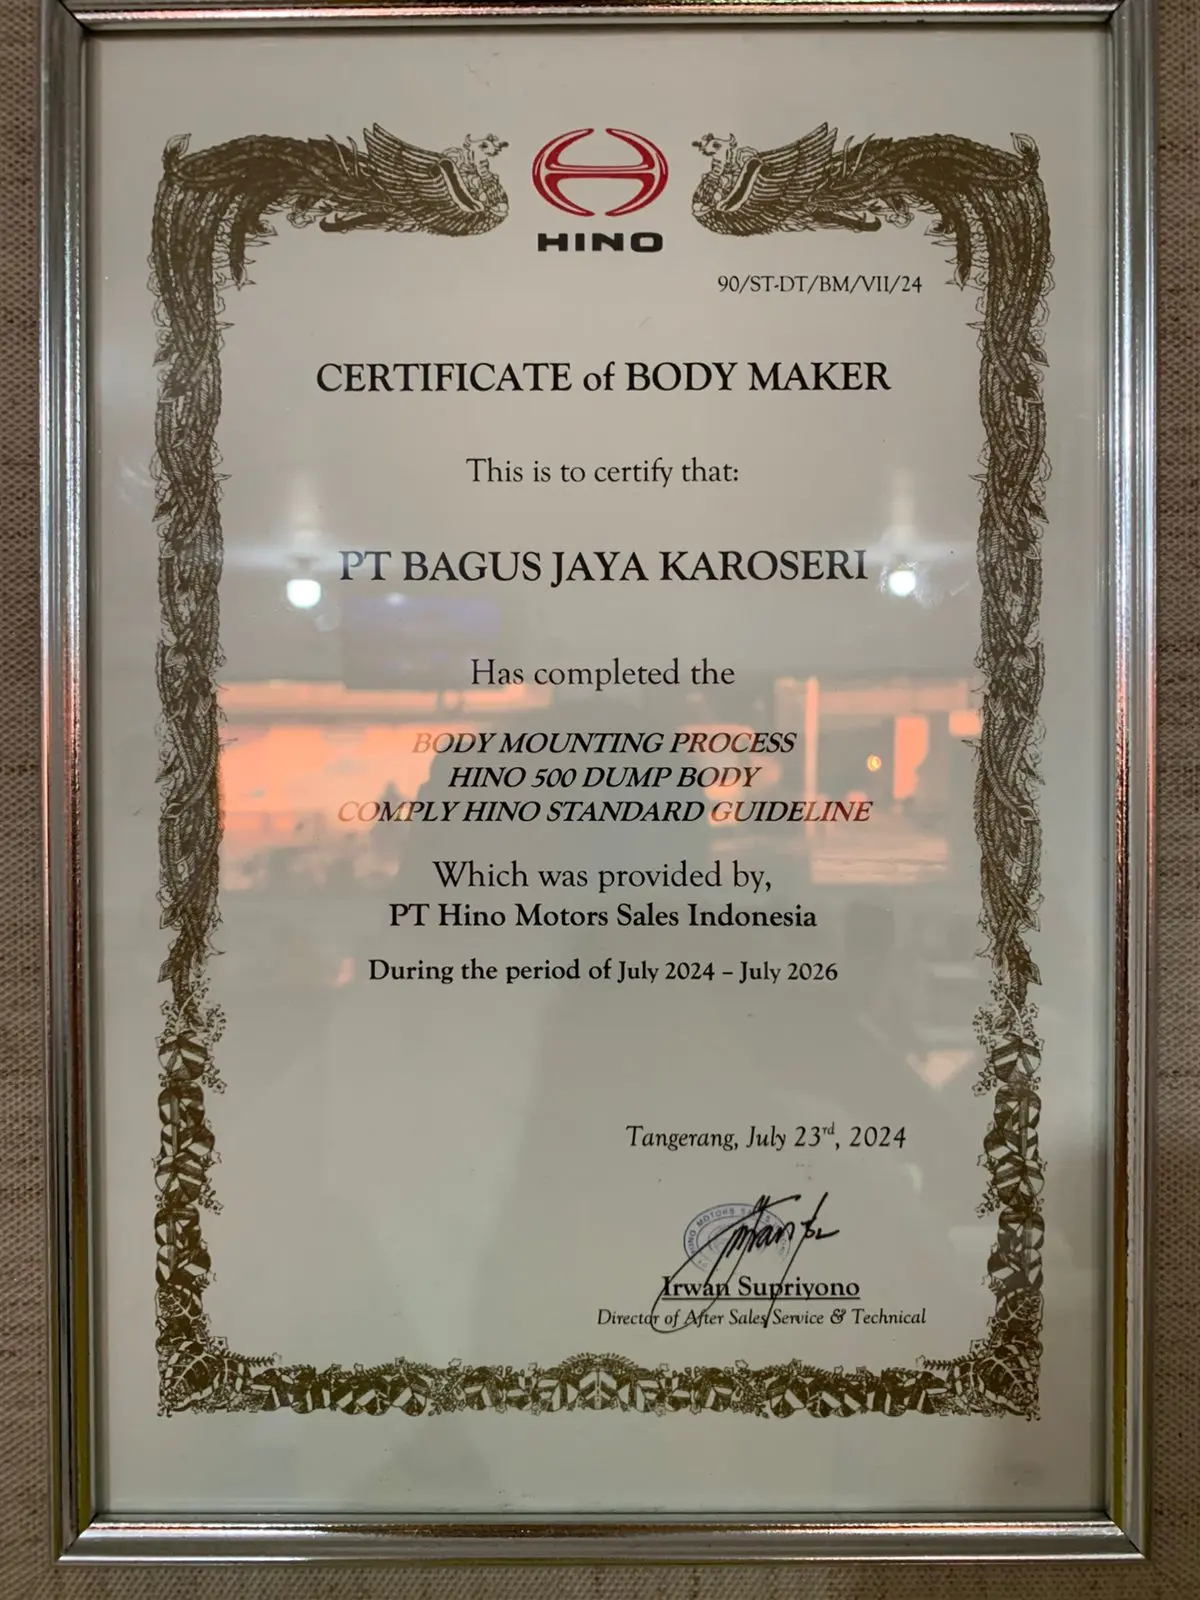 HINO
90/ST-DT/BM/VII/24
CERTIFICATE of BODY MAKER
This is to certify that:
PT BAGUS JAYA KAROSERI
Has completed the
BODY MOUNTING PROCESS
HINO 500 DUMP BODY
COMPLY HINO STANDARD GUIDELINE
Which was provided by,
PT Hino Motors Sales Indonesia
During the period of July 2024 – July 2026
Tangerang, July 23rd, 2024
HINO MOTORS
Irwan Supriyono
Director of After Sales Service & Technical